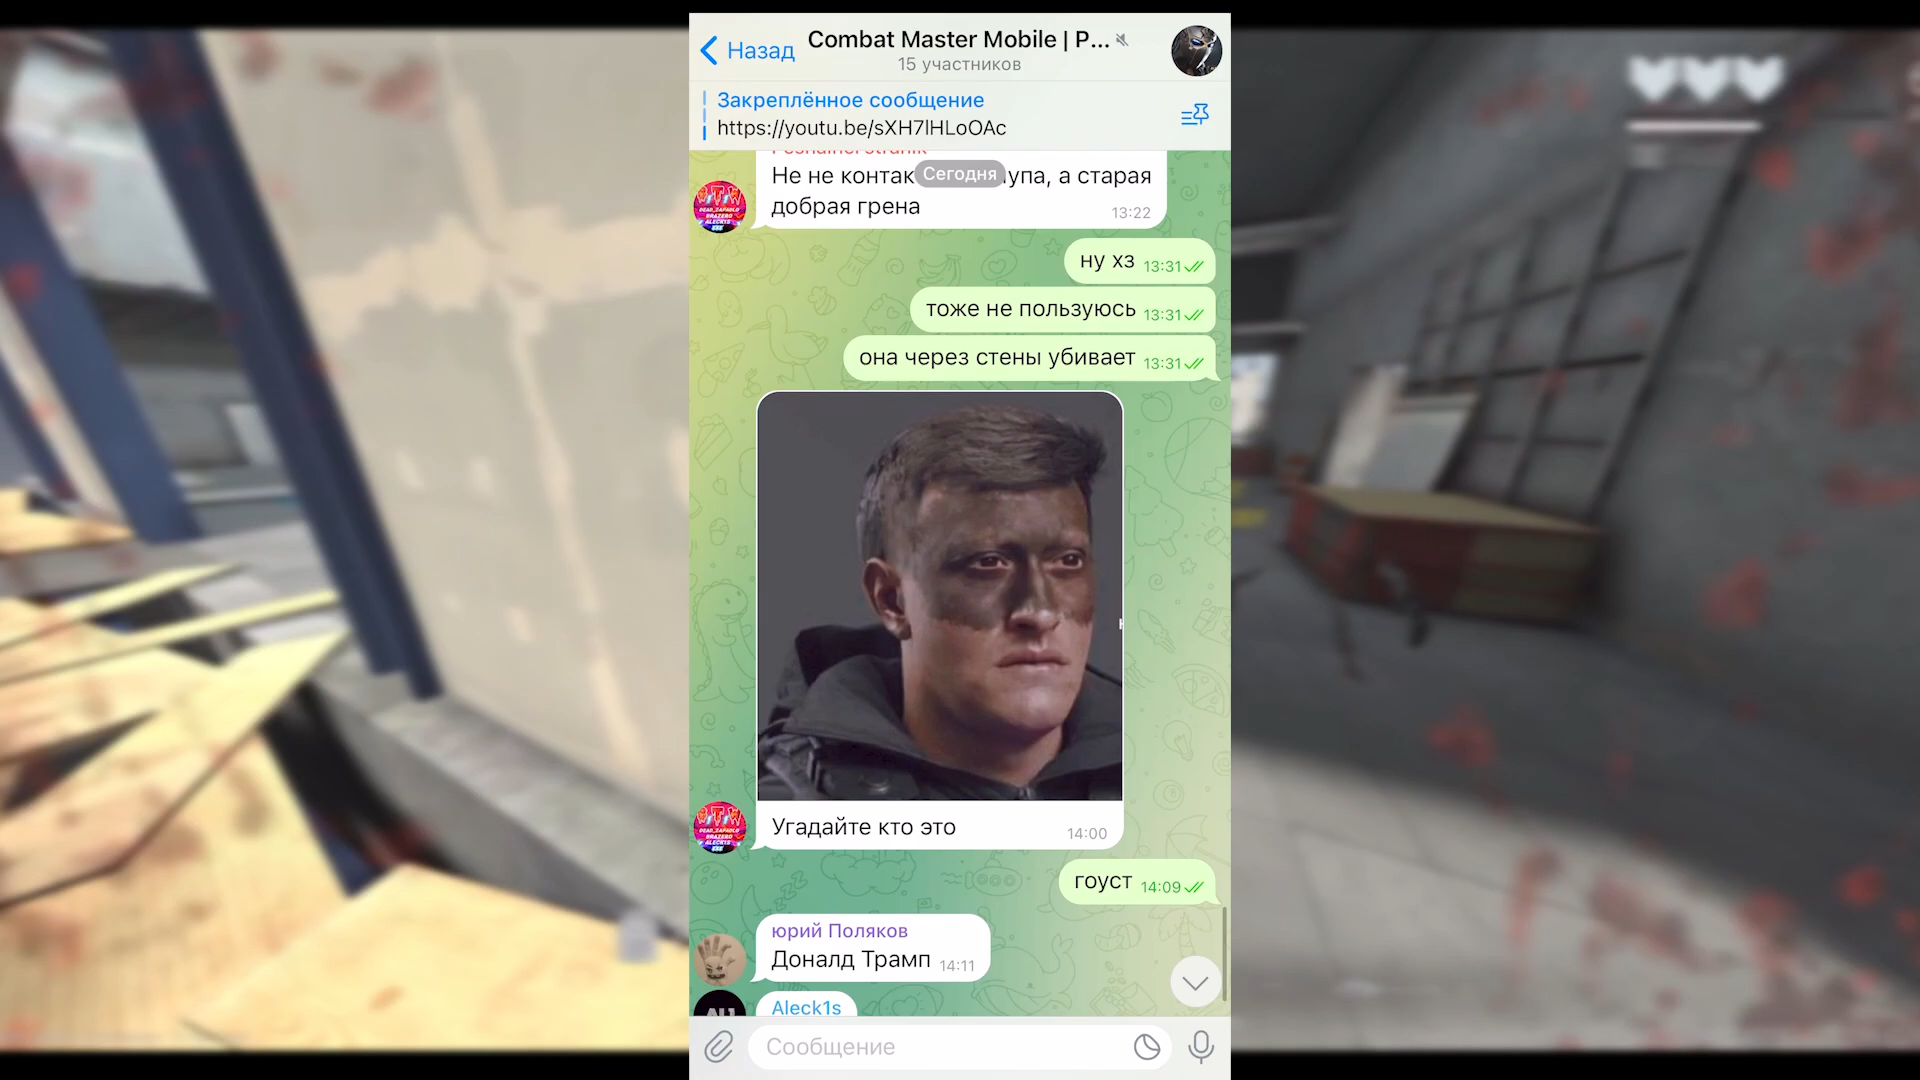 Назад
Combat Master Mobile | P...
15 участников
Закреплённое сообщение
https://youtu.be/sXH7lHLoOAc
Сегодня
Не не контак упа, а старая
добрая грена
13:22
ну хз 13:31
тоже не пользуюсь 13:31
она через стены убивает 13:31
Угадайте кто это 14:00
гоуст 14:09
юрий Поляков
Доналд Трамп 14:11
Aleck1s
Сообщение